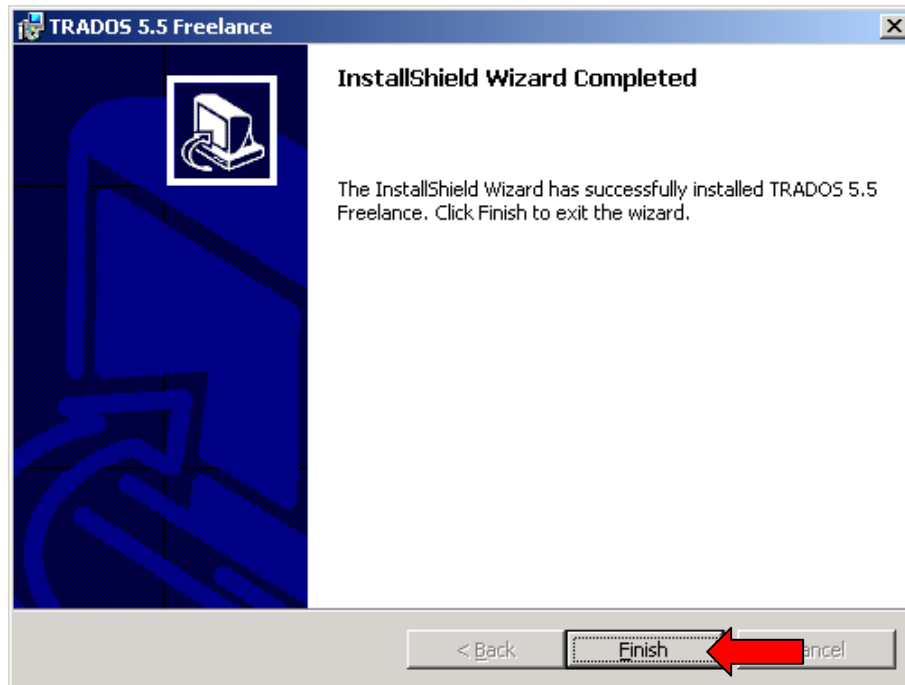 TRADOS 5.5 Freelance
InstallShield Wizard Completed
The InstallShield Wizard has successfully installed TRADOS 5.5
Freelance. Click Finish to exit the wizard.
< Back Finish